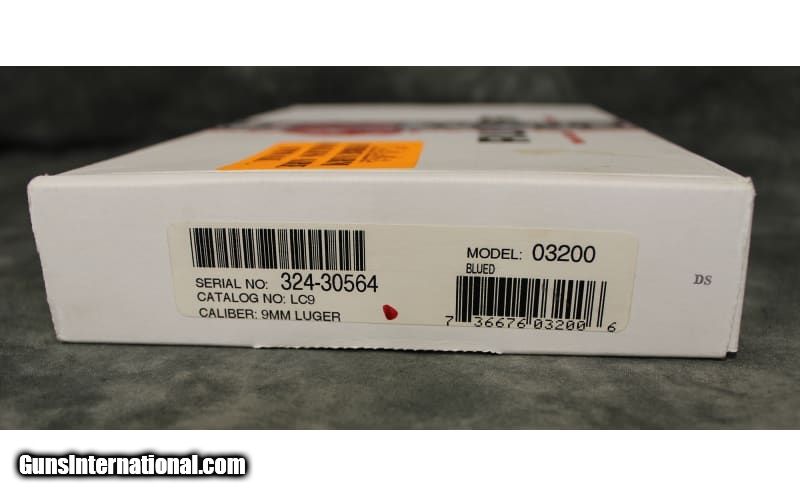 SERIAL NO: 324-30564
CATALOG NO: LC9
CALIBER: 9MM LUGER
MODEL: 03200
BLUED
7 36676 03200 6
DS
GunsInternational.com